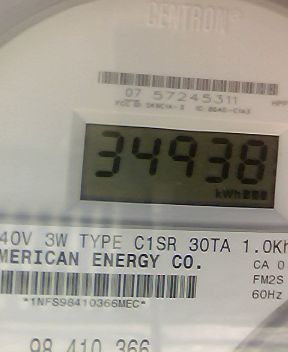 CENTRON®
07 57245311
34938
kWh
40V 3W TYPE C1SR 30TA 1.0Kh
MERICAN ENERGY CO.
CA 0
FM2S
60Hz
*1NFS98410366MEC*
98 410 366